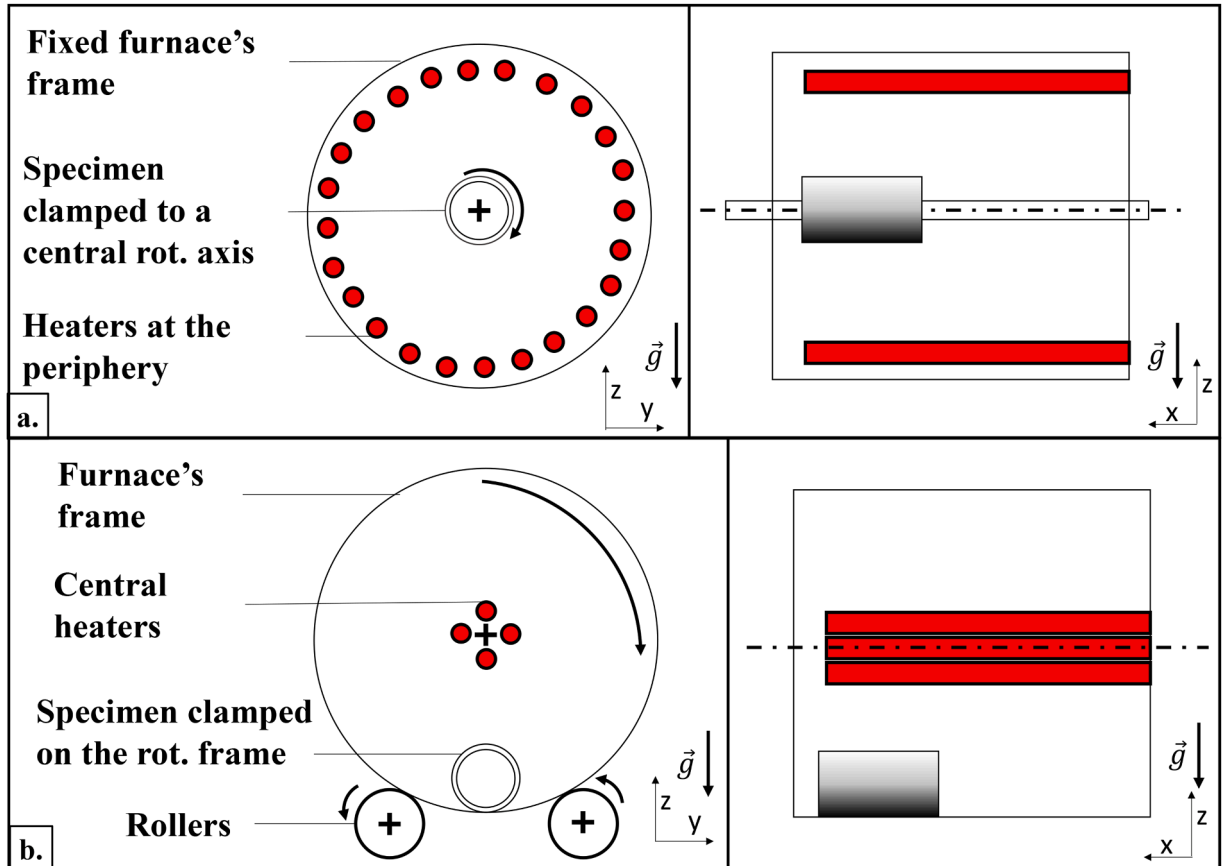 Fixed furnace's
frame
Specimen
clamped to a
central rot. axis
Heaters at the
periphery
a.
g⃗
z
y
g⃗
z
x
Furnace's
frame
Central
heaters
Specimen clamped
on the rot. frame
Rollers
b.
g⃗
z
y
g⃗
z
x